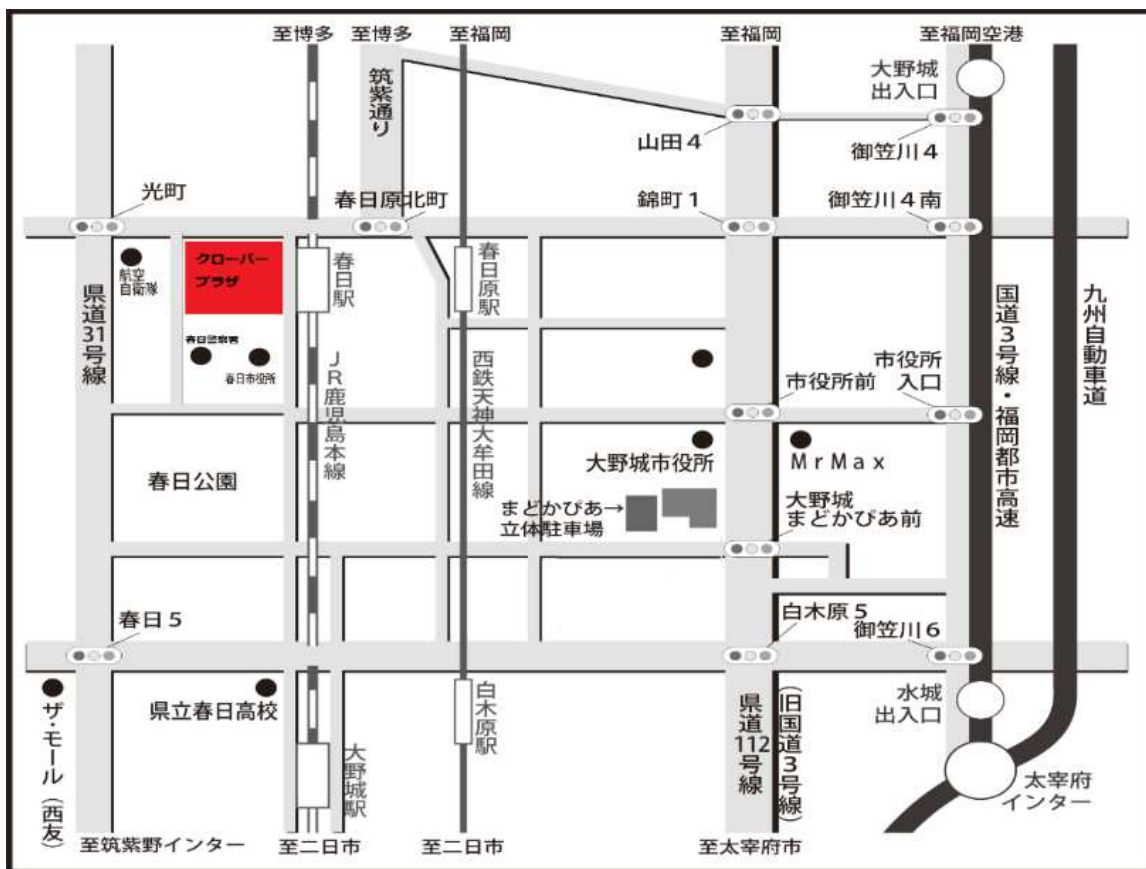 至博多
至博多
至福岡
至福岡
至福岡空港
大野城
出入口
筑紫通り
山田4
御笠川4
光町
春日原北町
錦町1
御笠川4南
クローバー
プラザ
航空
自衛隊
春日駅
春日原駅
県道31号線
春日警察署
春日市役所
JR鹿児島本線
西鉄天神大牟田線
市役所前
市役所
入口
国道3号線・福岡都市高速
九州自動車道
春日公園
大野城市役所
MrMax
まどかぴあ→
立体駐車場
大野城
まどかぴあ前
春日5
白木原5
御笠川6
ザ・モール(西友)
県立春日高校
大野城駅
白木原駅
県道112号線
(旧国道3号線)
水城
出入口
太宰府
インター
至筑紫野インター
至二日市
至二日市
至太宰府市